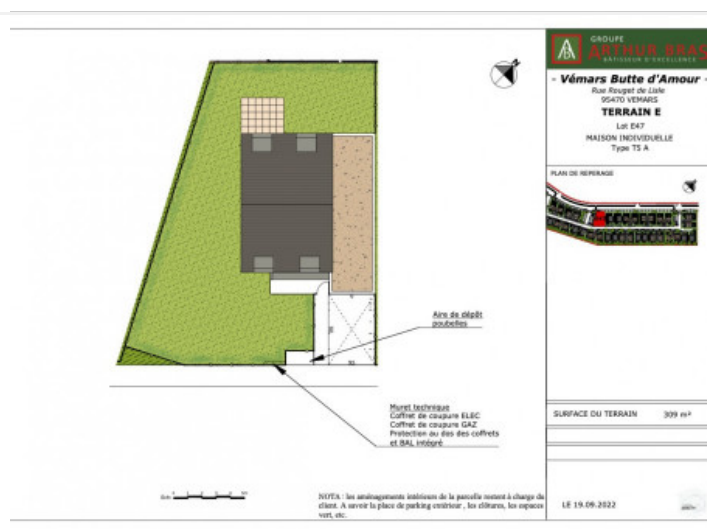 GROUPE
ARTHUR BRAS
BÂTISSEUR D'EXCELLENCE
- Vémars Butte d'Amour -
Rue Rouget de Lisle
95470 VEMARS
TERRAIN E
Lot E47
MAISON INDIVIDUELLE
Type T5 A
PLAN DE REPERAGE
Aire de dépôt
poubelles
Muret technique
Coffret de coupure ELEC
Coffret de coupure GAZ
Protection au dos des coffrets
et BAL intégré
SURFACE DU TERRAIN 309 m²
NOTA : les aménagements intérieurs de la parcelle restent à charge du
client. A savoir la place de parking extérieur , les clôtures, les espaces
vert, etc.
LE 19.09.2022